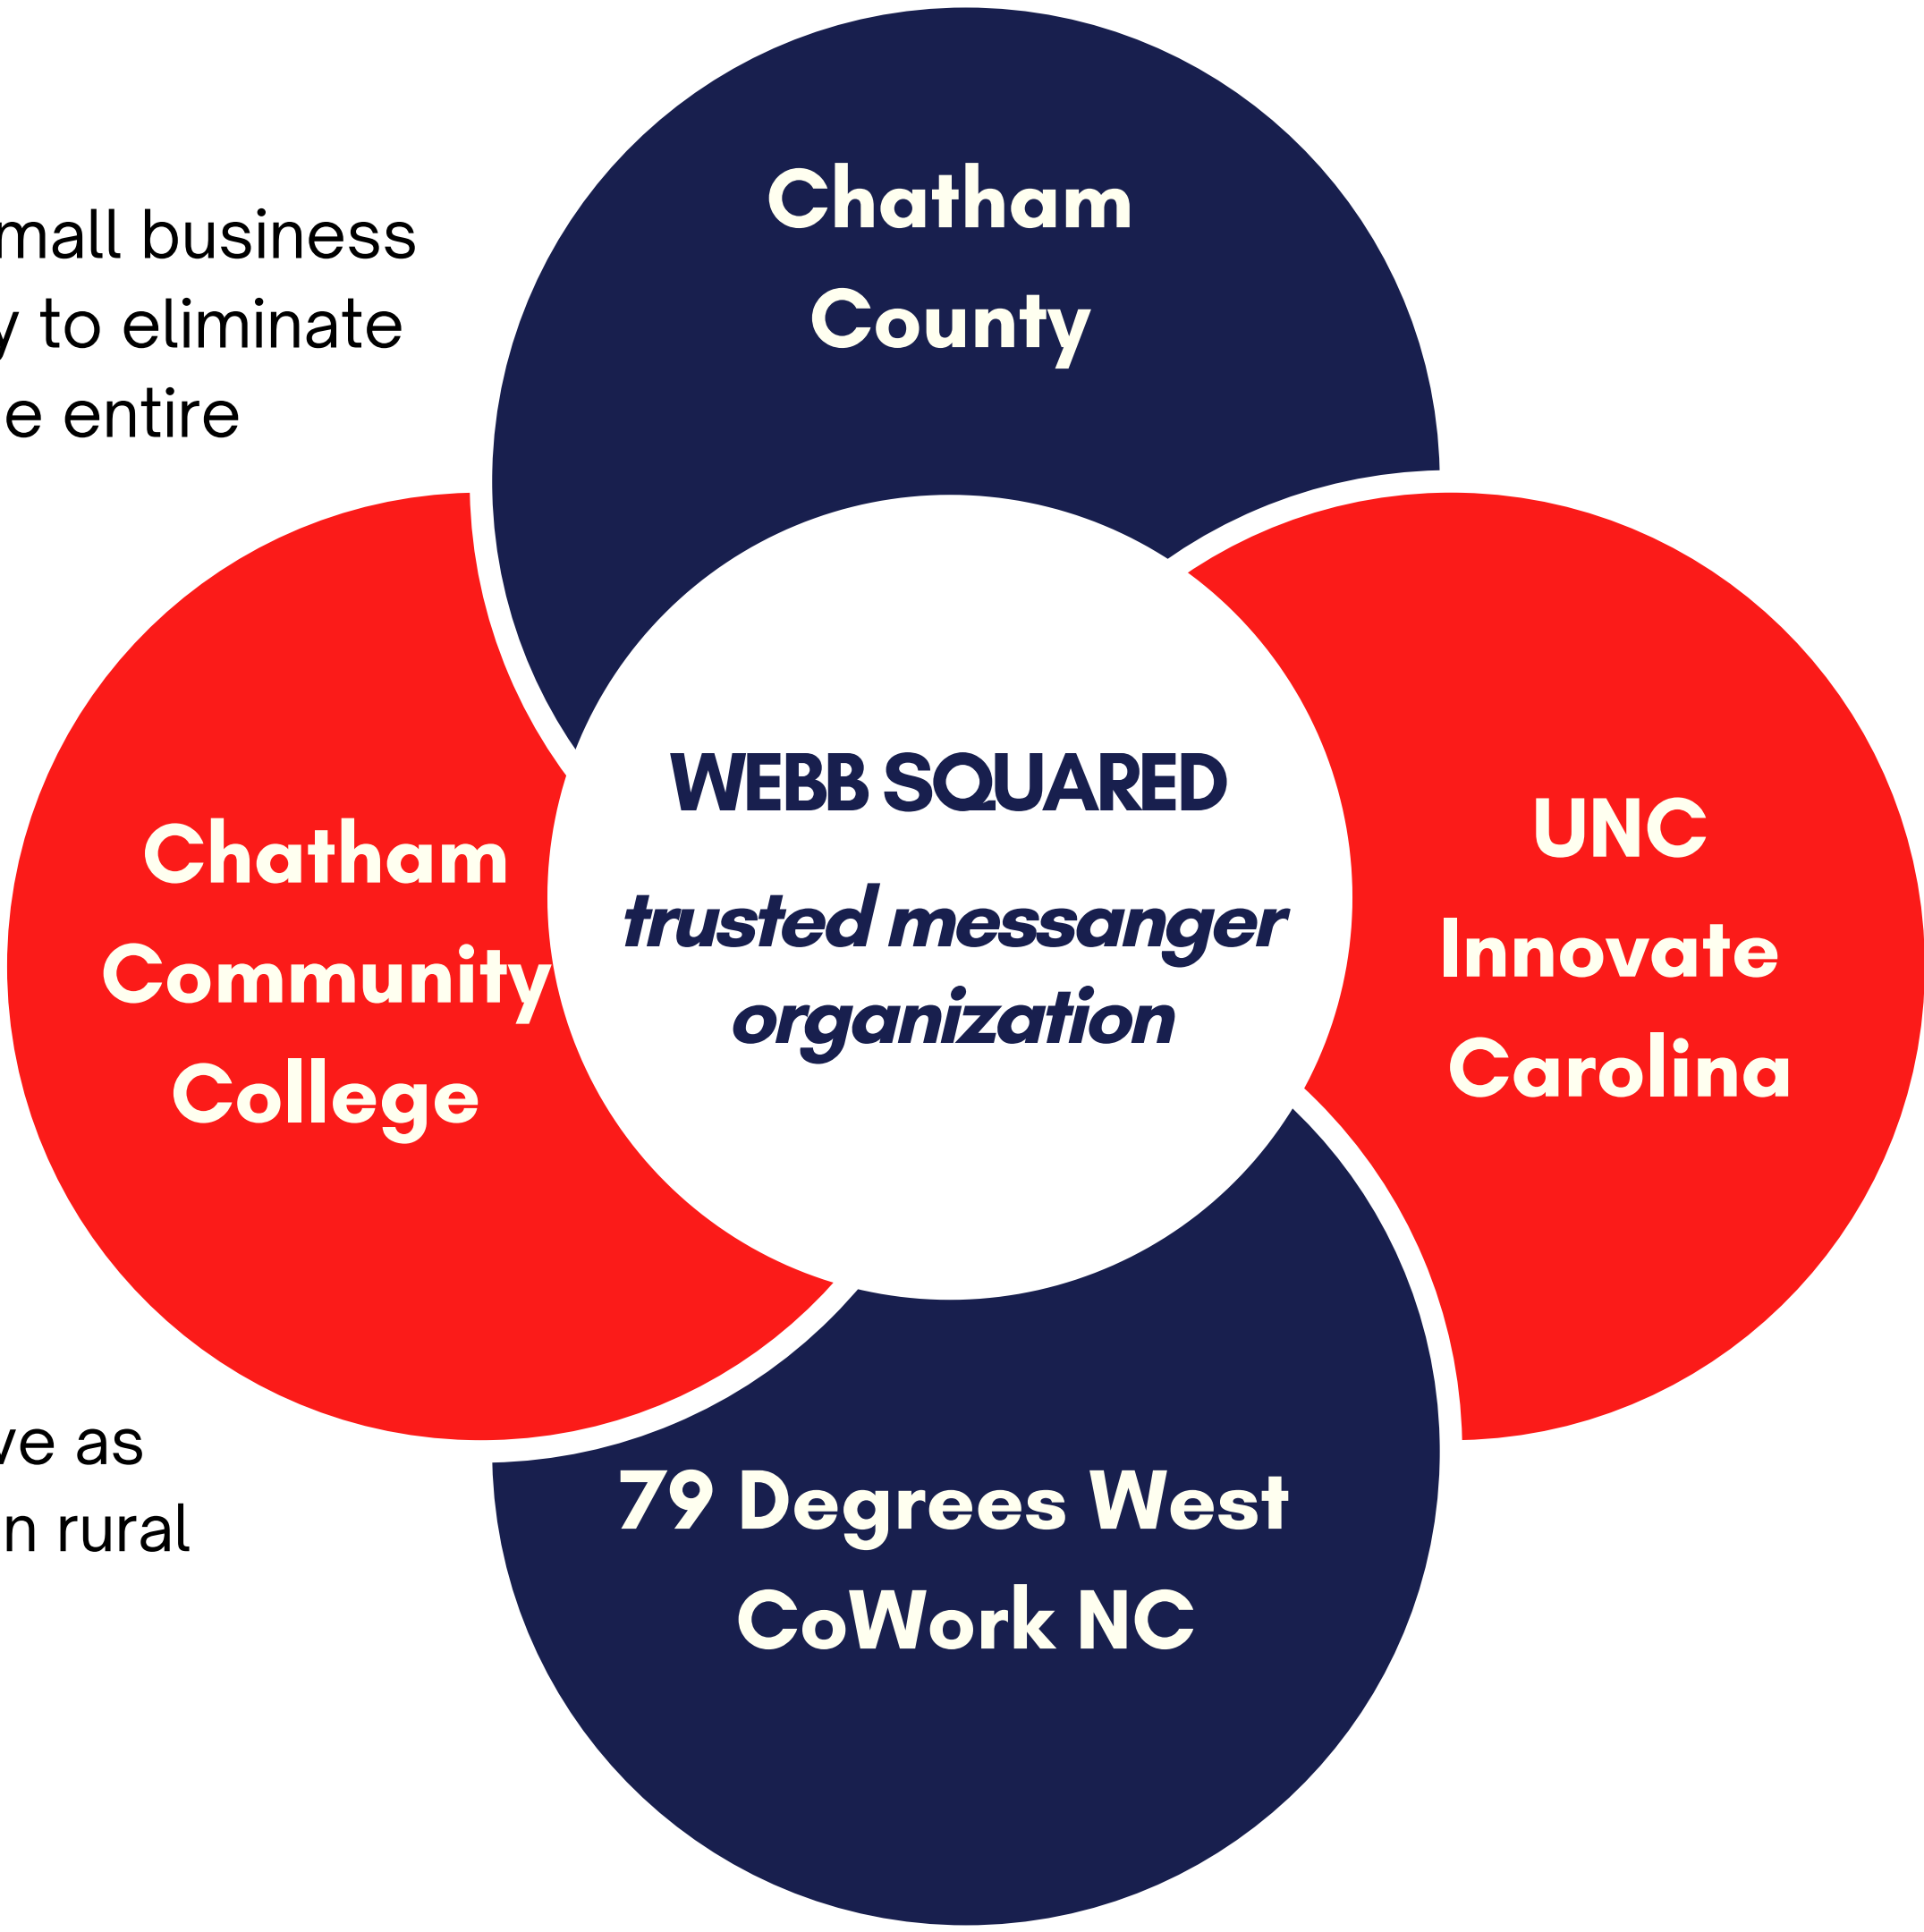 Chatham
County
mall business
y to eliminate
e entire
WEBB SQUARED
trusted messanger
organization
Chatham
Community
College
UNC
Innovate
Carolina
ve as
n rural
79 Degrees West
CoWork NC